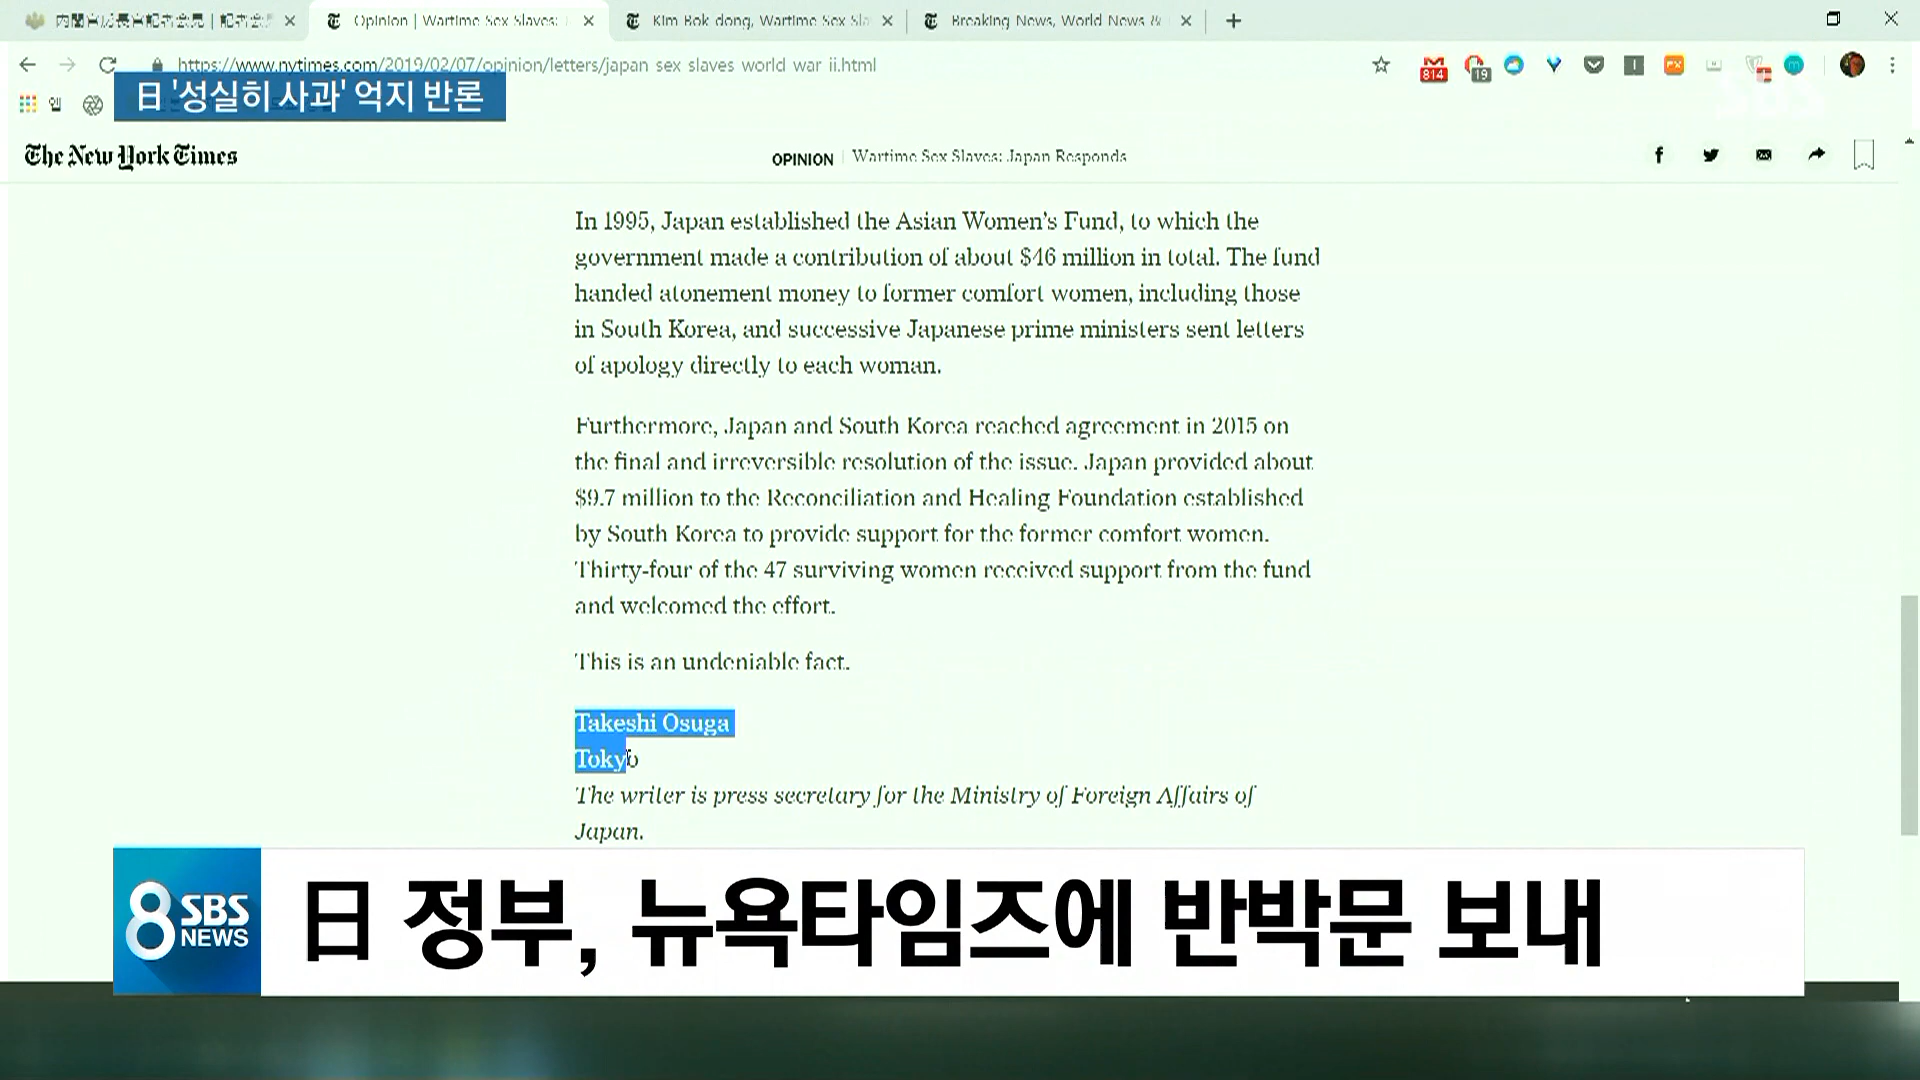 Opinion | Wartime Sex Slaves:
Kim Bok-dong, Wartime Sex Sla
Breaking News, World News &
https://www.nytimes.com/2019/02/07/opinion/letters/japan-sex-slaves-world-war-ii.html
814
19
日 '성실히 사과' 억지 반론
SBS
The New York Times
OPINION | Wartime Sex Slaves: Japan Responds
In 1995, Japan established the Asian Women's Fund, to which the
government made a contribution of about $46 million in total. The fund
handed atonement money to former comfort women, including those
in South Korea, and successive Japanese prime ministers sent letters
of apology directly to each woman.
Furthermore, Japan and South Korea reached agreement in 2015 on
the final and irreversible resolution of the issue. Japan provided about
$9.7 million to the Reconciliation and Healing Foundation established
by South Korea to provide support for the former comfort women.
Thirty-four of the 47 surviving women received support from the fund
and welcomed the effort.
This is an undeniable fact.
Takeshi Osuga
Tokyo
The writer is press secretary for the Ministry of Foreign Affairs of
Japan.
8 SBS NEWS
日 정부, 뉴욕타임즈에 반박문 보내